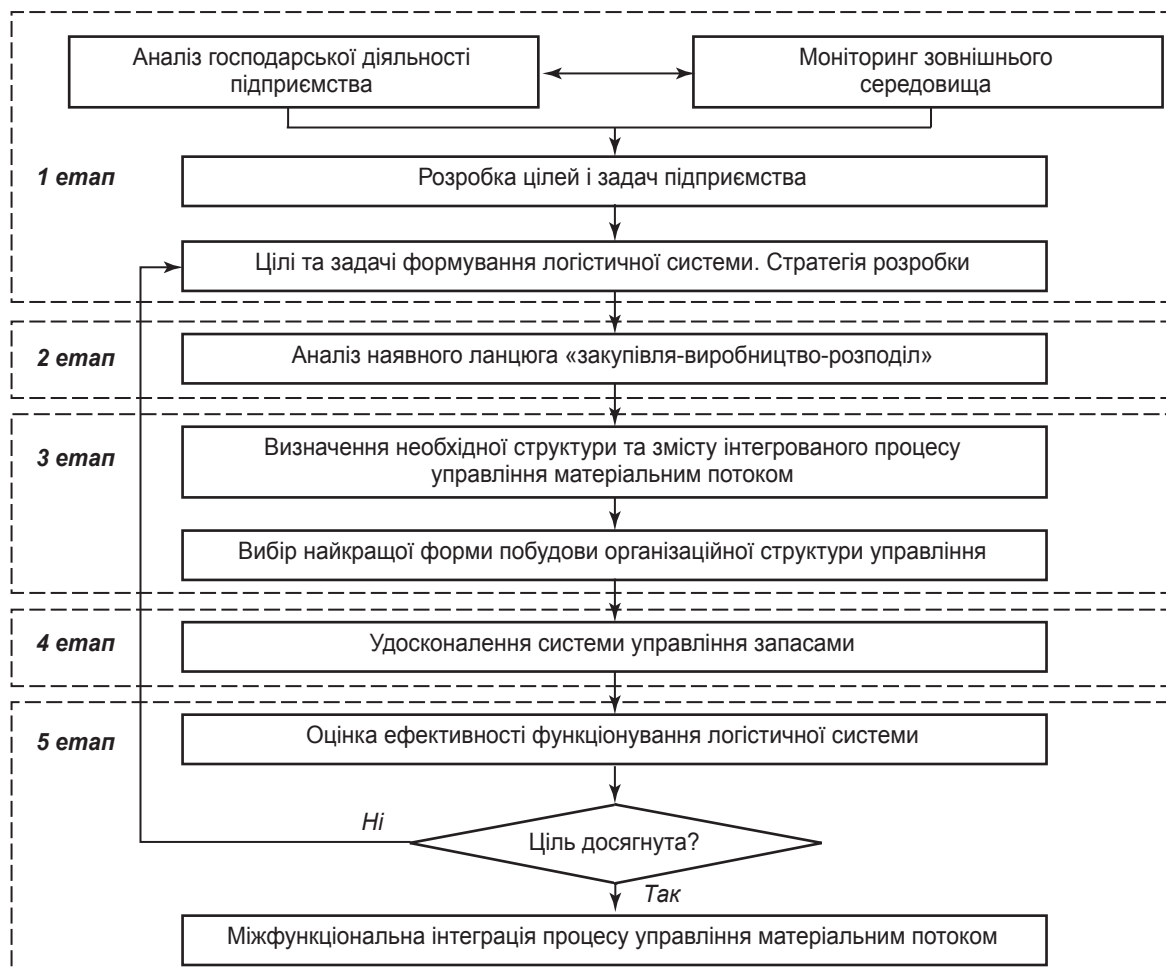 Аналіз господарської діяльності
підприємства
Моніторинг зовнішнього
середовища
1 етап
Розробка цілей і задач підприємства
Цілі та задачі формування логістичної системи. Стратегія розробки
2 етап
Аналіз наявного ланцюга «закупівля-виробництво-розподіл»
3 етап
Визначення необхідної структури та змісту інтегрованого процесу
управління матеріальним потоком
Вибір найкращої форми побудови організаційної структури управління
4 етап
Удосконалення системи управління запасами
5 етап
Оцінка ефективності функціонування логістичної системи
Ні
Ціль досягнута?
Так
Міжфункціональна інтеграція процесу управління матеріальним потоком